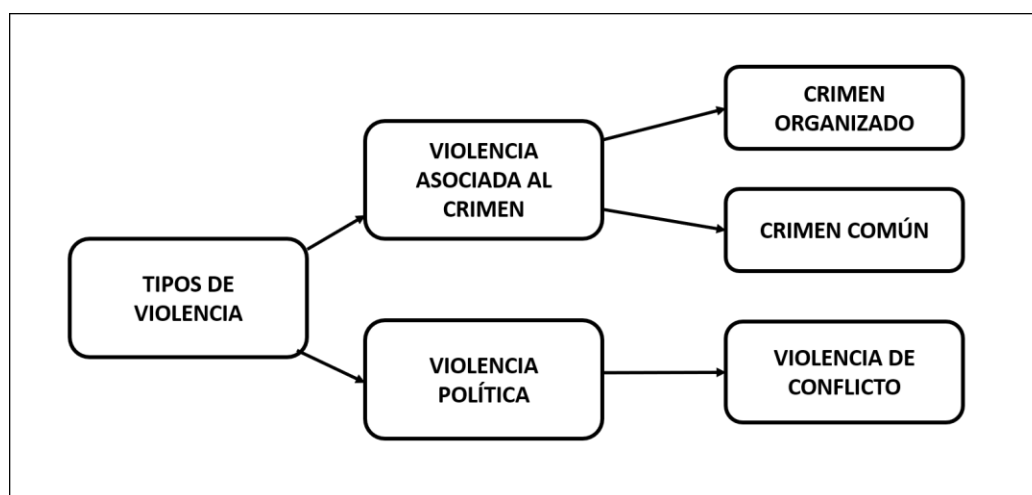 TIPOS DE
VIOLENCIA
VIOLENCIA
ASOCIADA AL
CRIMEN
CRIMEN
ORGANIZADO
CRIMEN COMÚN
VIOLENCIA
POLÍTICA
VIOLENCIA DE
CONFLICTO